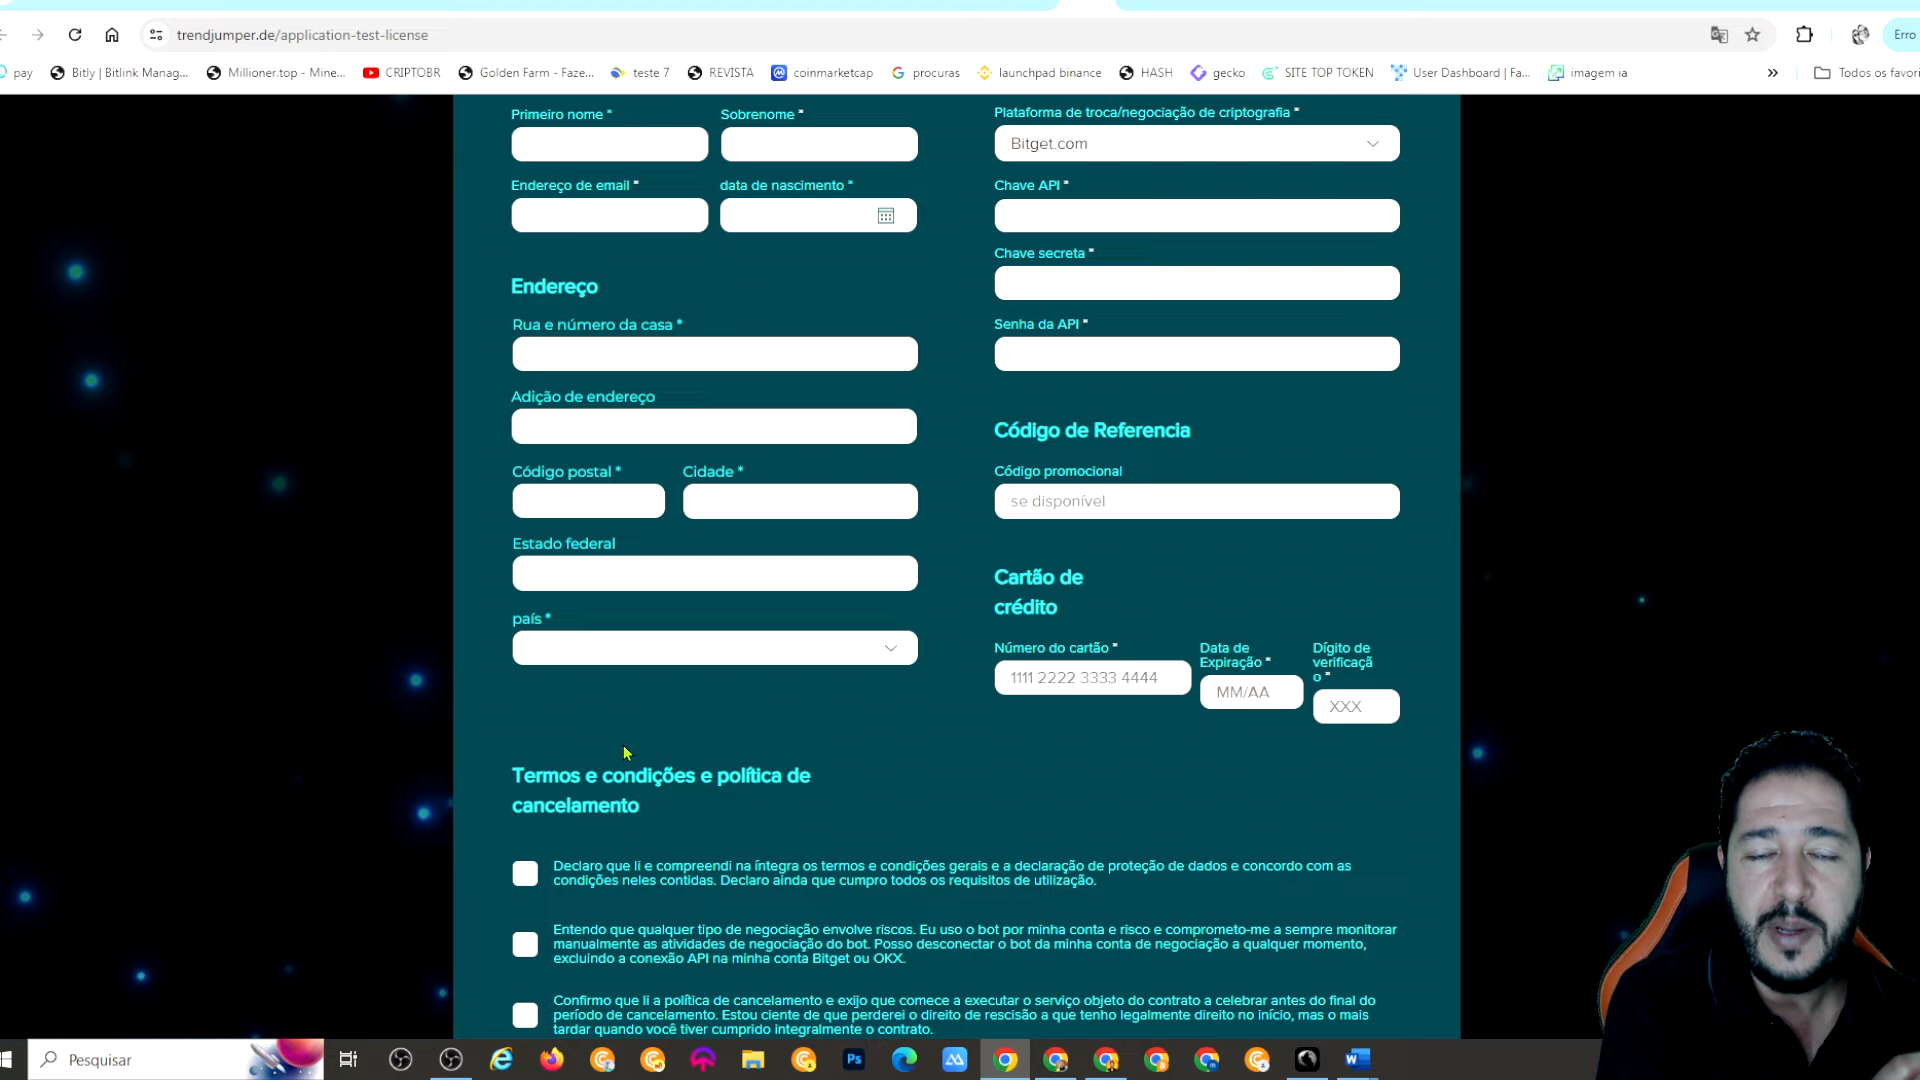 trendjumper.de/application-test-license
Erro
pay
Bitly | Bitlink Manag...
Millioner.top - Mine...
CRIPTOBR
Golden Farm - Faze...
teste 7
REVISTA
coinmarketcap
procuras
launchpad binance
HASH
gecko
SITE TOP TOKEN
User Dashboard | Fa...
imagem ia
Todos os favori
Primeiro nome *
Sobrenome *
Endereço de email *
data de nascimento *
Endereço
Rua e número da casa *
Adição de endereço
Código postal *
Cidade *
Estado federal
país *
Plataforma de troca/negociação de criptografia *
Bitget.com
Chave API *
Chave secreta *
Senha da API *
Código de Referencia
Código promocional
se disponível
Cartão de
crédito
Número do cartão *
1111 2222 3333 4444
Data de
Expiração *
MM/AA
Dígito de
verificaçã
o *
XXX
Termos e condições e política de
cancelamento
Declaro que li e compreendi na íntegra os termos e condições gerais e a declaração de proteção de dados e concordo com as
condições neles contidas. Declaro ainda que cumpro todos os requisitos de utilização.
Entendo que qualquer tipo de negociação envolve riscos. Eu uso o bot por minha conta e risco e comprometo-me a sempre monitorar
manualmente as atividades de negociação do bot. Posso desconectar o bot da minha conta de negociação a qualquer momento,
excluindo a conexão API na minha conta Bitget ou OKX.
Confirmo que li a política de cancelamento e exijo que comece a executar o serviço objeto do contrato a celebrar antes do final do
período de cancelamento. Estou ciente de que perderei o direito de rescisão a que tenho legalmente direito no início, mas o mais
tardar quando você tiver cumprido integralmente o contrato.
Pesquisar
Ps